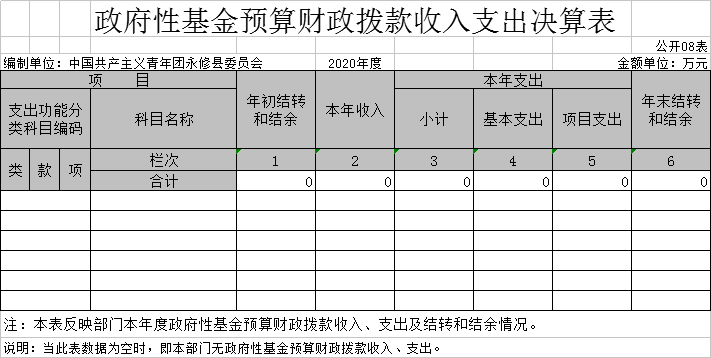 政府性基金预算财政拨款收入支出决算表
公开08表
编制单位：中国共产主义青年团永修县委员会 2020年度 金额单位：万元
项 目 年初结转和结余 本年收入 本年支出 年末结转和结余
支出功能分类科目编码 科目名称 小计 基本支出 项目支出
类 款 项 栏次 1 2 3 4 5 6
合计 0 0 0 0 0 0
注：本表反映部门本年度政府性基金预算财政拨款收入、支出及结转和结余情况。
说明：当此表数据为空时，即本部门无政府性基金预算财政拨款收入、支出。